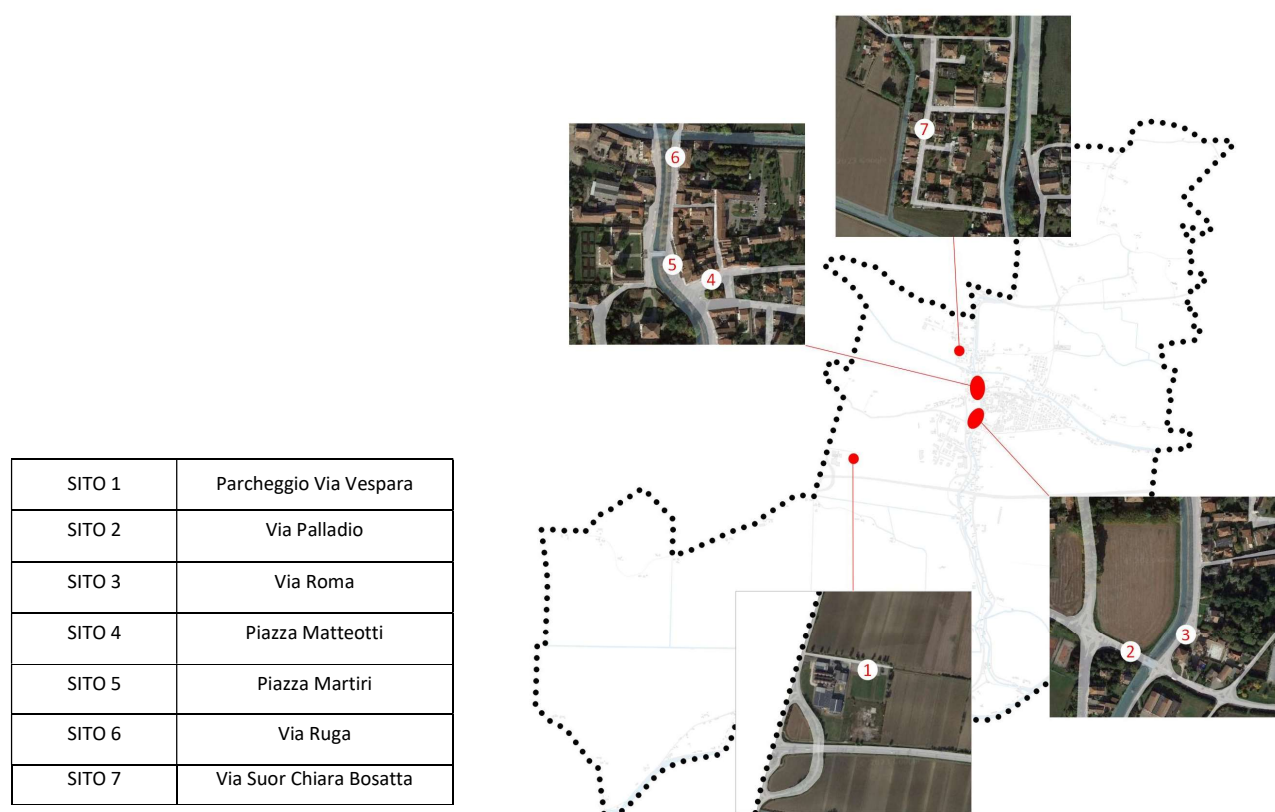 SITO 1 Parcheggio Via Vespara
SITO 2 Via Palladio
SITO 3 Via Roma
SITO 4 Piazza Matteotti
SITO 5 Piazza Martiri
SITO 6 Via Ruga
SITO 7 Via Suor Chiara Bosatta
7
6
5
4
3
2
1